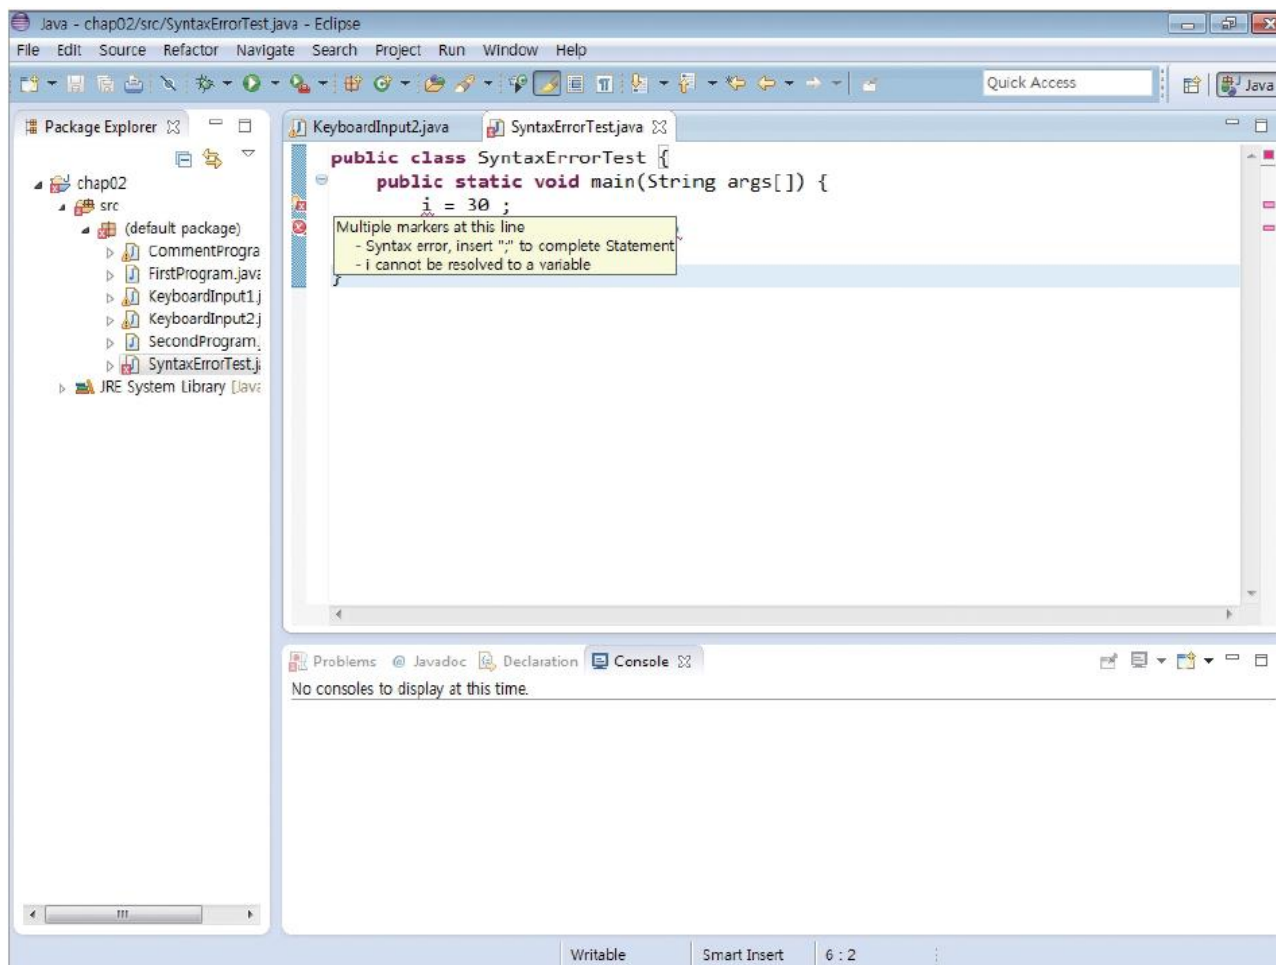 Java - chap02/src/SyntaxErrorTest.java - Eclipse
File Edit Source Refactor Navigate Search Project Run Window Help
Quick Access
Java
Package Explorer
chap02
src
(default package)
CommentProgra
FirstProgram.java
KeyboardInput1.j
KeyboardInput2.j
SecondProgram.
SyntaxErrorTest.ja
JRE System Library [Java
KeyboardInput2.java SyntaxErrorTest.java
public class SyntaxErrorTest {
public static void main(String args[]) {
i = 30 ;
Multiple markers at this line
- Syntax error, insert ";" to complete Statement
- i cannot be resolved to a variable
}
Problems @ Javadoc Declaration Console
No consoles to display at this time.
Writable Smart Insert 6 : 2